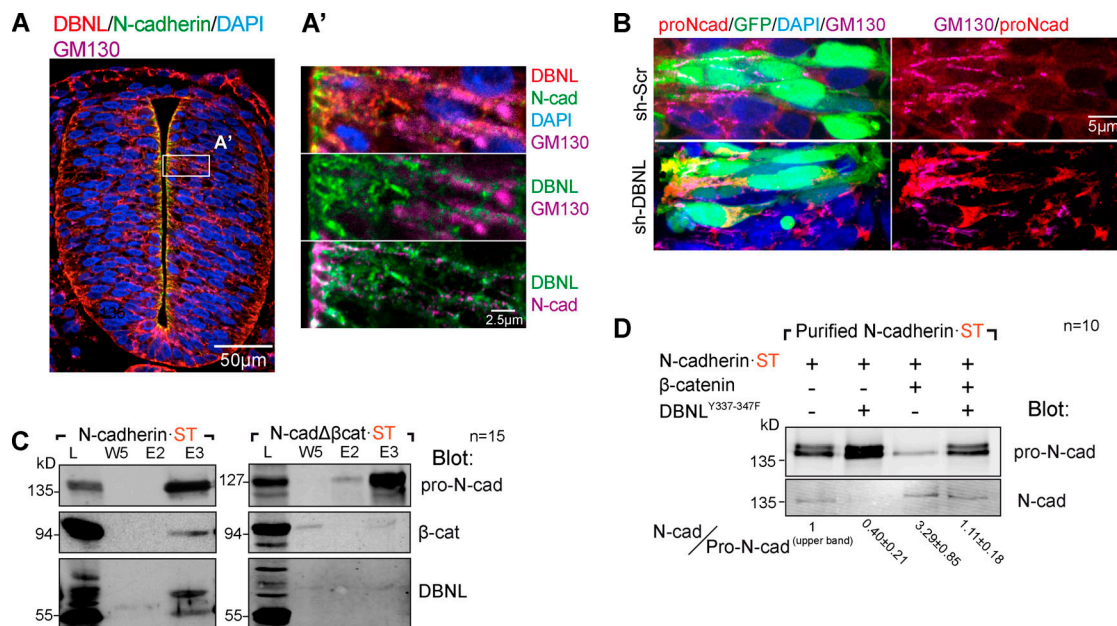 A
DBNL/N-cadherin/DAPI
GM130
A'
50µm
A'
DBNL
N-cad
DAPI
GM130
DBNL
GM130
DBNL
N-cad
2.5µm
B
proNcad/GFP/DAPI/GM130
GM130/proNcad
sh-Scr
5µm
sh-DBNL
C
N-cadherin·ST
N-cadΔβcat·ST
n=15
kD
L W5 E2 E3
L W5 E2 E3
Blot:
135
127
pro-N-cad
94
94
β-cat
55
55
DBNL
D
Purified N-cadherin·ST
n=10
N-cadherin·ST + + + +
β-catenin - - + +
DBNL Y337-347F - + - +
Blot:
kD
135
pro-N-cad
135
N-cad
N-cad/Pro-N-cad (upper band)
1 0.40±0.21 3.29±0.85 1.11±0.18